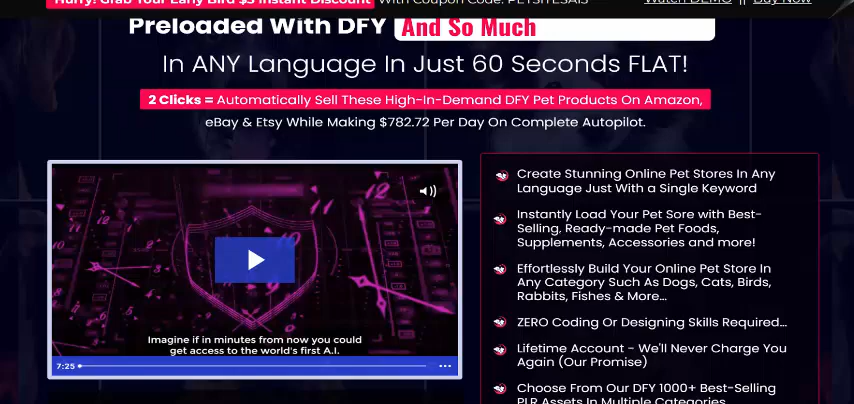 Hurry! Grab Your Early Bird $3 Instant Discount With Coupon Code: PETSITESAI3 Watch DEMO || Buy Now
Preloaded With DFY And So Much
In ANY Language In Just 60 Seconds FLAT!
2 Clicks = Automatically Sell These High-In-Demand DFY Pet Products On Amazon,
eBay & Etsy While Making $782.72 Per Day On Complete Autopilot.
Imagine if in minutes from now you could
get access to the world's first A.I.
7:25
Create Stunning Online Pet Stores In Any
Language Just With a Single Keyword
Instantly Load Your Pet Sore with Best-
Selling, Ready-made Pet Foods,
Supplements, Accessories and more!
Effortlessly Build Your Online Pet Store In
Any Category Such As Dogs, Cats, Birds,
Rabbits, Fishes & More...
ZERO Coding Or Designing Skills Required...
Lifetime Account - We'll Never Charge You
Again (Our Promise)
Choose From Our DFY 1000+ Best-Selling
PLR Assets In Multiple Categories